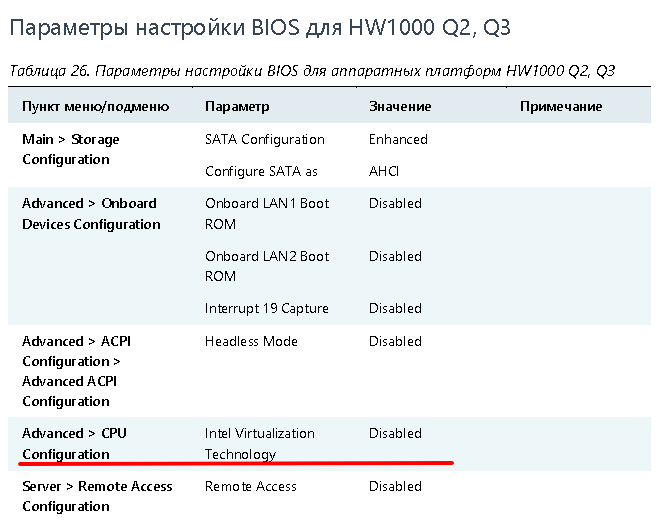 Параметры настройки BIOS для HW1000 Q2, Q3
Таблица 26. Параметры настройки BIOS для аппаратных платформ HW1000 Q2, Q3
Пункт меню/подменю Параметр Значение Примечание
Main > Storage SATA Configuration Enhanced
Configuration
Configure SATA as AHCI
Advanced > Onboard Onboard LAN1 Boot Disabled
Devices Configuration ROM
Onboard LAN2 Boot Disabled
ROM
Interrupt 19 Capture Disabled
Advanced > ACPI Headless Mode Disabled
Configuration >
Advanced ACPI
Configuration
Advanced > CPU Intel Virtualization Disabled
Configuration Technology
Server > Remote Access Remote Access Disabled
Configuration